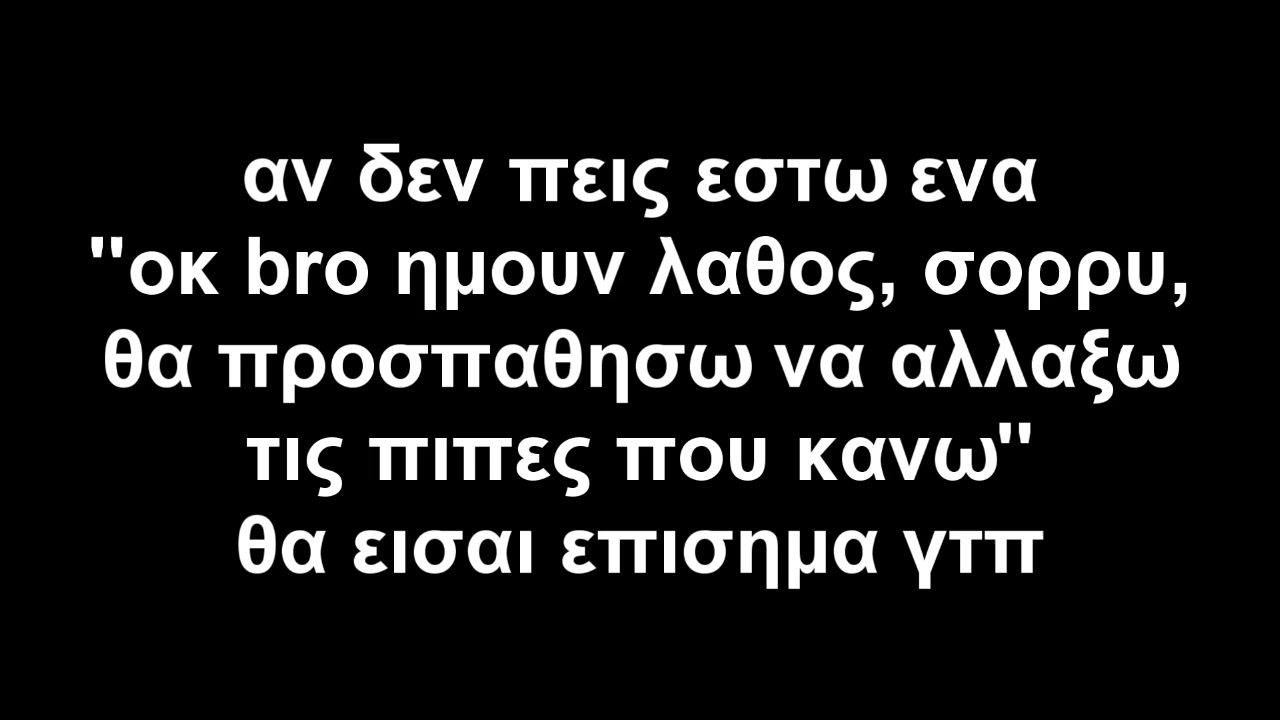 αν δεν πεις εστω ενα
"οκ bro ημουν λαθος, σορρυ,
θα προσπαθησω να αλλαξω
τις πιπες που κανω"
θα εισαι επισημα γτπ